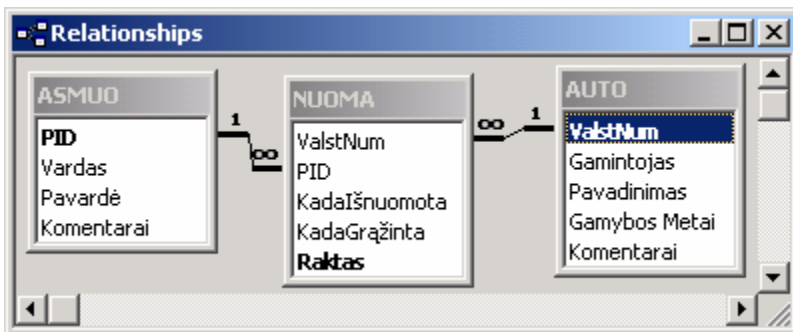 Relationships
ASMUO
PID
Vardas
Pavardė
Komentarai
1
∞
NUOMA
ValstNum
PID
KadaIšnuomota
KadaGrąžinta
Raktas
∞
1
AUTO
ValstNum
Gamintojas
Pavadinimas
Gamybos Metai
Komentarai